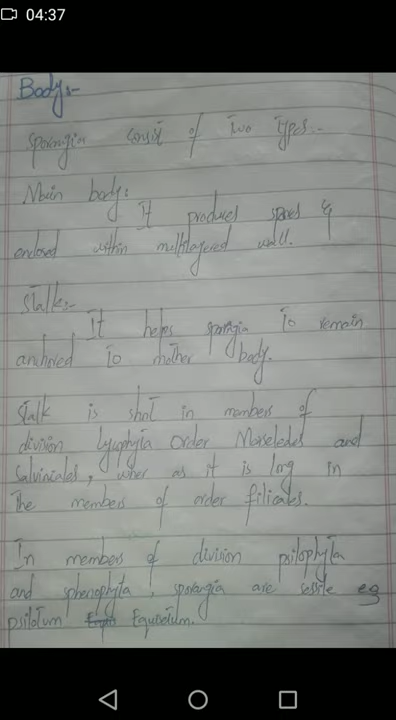 04:37
Body:-
Sporangia consist of two types:-
Main body:
It produces spores &
enclosed within multilayered wall.
Stalk:-
It helps sporangia to remain
anchored to mother body.
Stalk is short in members of
division lycophyta order Marseledes and
Salviniales, wher as it is long in
the members of order filicales.
In members of division psilophyta
and sphenophyta, sporangia are sessile eg
psilotum Equisetum.